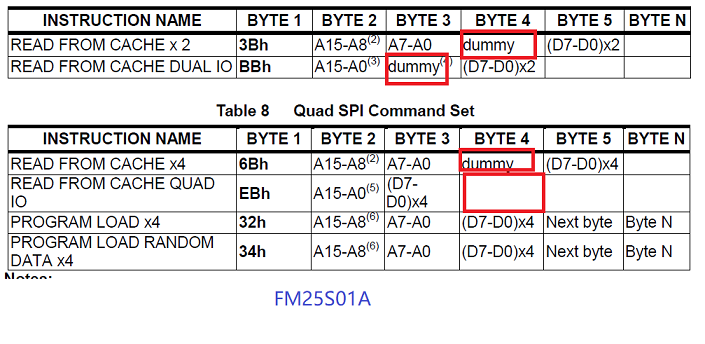 INSTRUCTION NAME BYTE 1 BYTE 2 BYTE 3 BYTE 4 BYTE 5 BYTE N
READ FROM CACHE x 2 3Bh A15-A8(2) A7-A0 dummy (D7-D0)x2
READ FROM CACHE DUAL IO BBh A15-A0(3) dummy(4) (D7-D0)x2
Table 8 Quad SPI Command Set
INSTRUCTION NAME BYTE 1 BYTE 2 BYTE 3 BYTE 4 BYTE 5 BYTE N
READ FROM CACHE x4 6Bh A15-A8(2) A7-A0 dummy (D7-D0)x4
READ FROM CACHE QUAD IO EBh A15-A0(5) (D7-D0)x4
PROGRAM LOAD x4 32h A15-A8(6) A7-A0 (D7-D0)x4 Next byte Byte N
PROGRAM LOAD RANDOM DATA x4 34h A15-A8(6) A7-A0 (D7-D0)x4 Next byte Byte N
Notes:
FM25S01A